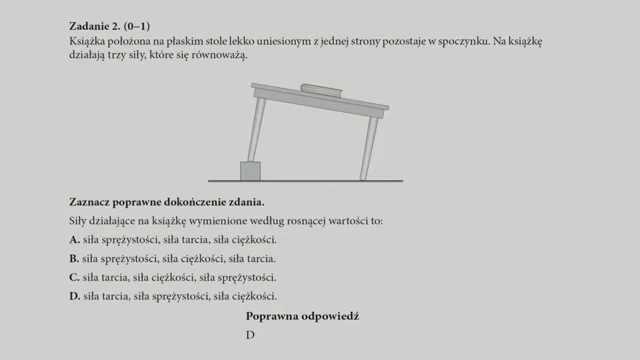 Zadanie 2. (0–1)
Książka położona na płaskim stole lekko uniesionym z jednej strony pozostaje w spoczynku. Na książkę
działają trzy siły, które się równoważą.
Zaznacz poprawne dokończenie zdania.
Siły działające na książkę wymienione według rosnącej wartości to:
A. siła sprężystości, siła tarcia, siła ciężkości.
B. siła sprężystości, siła ciężkości, siła tarcia.
C. siła tarcia, siła ciężkości, siła sprężystości.
D. siła tarcia, siła sprężystości, siła ciężkości.
Poprawna odpowiedź
D